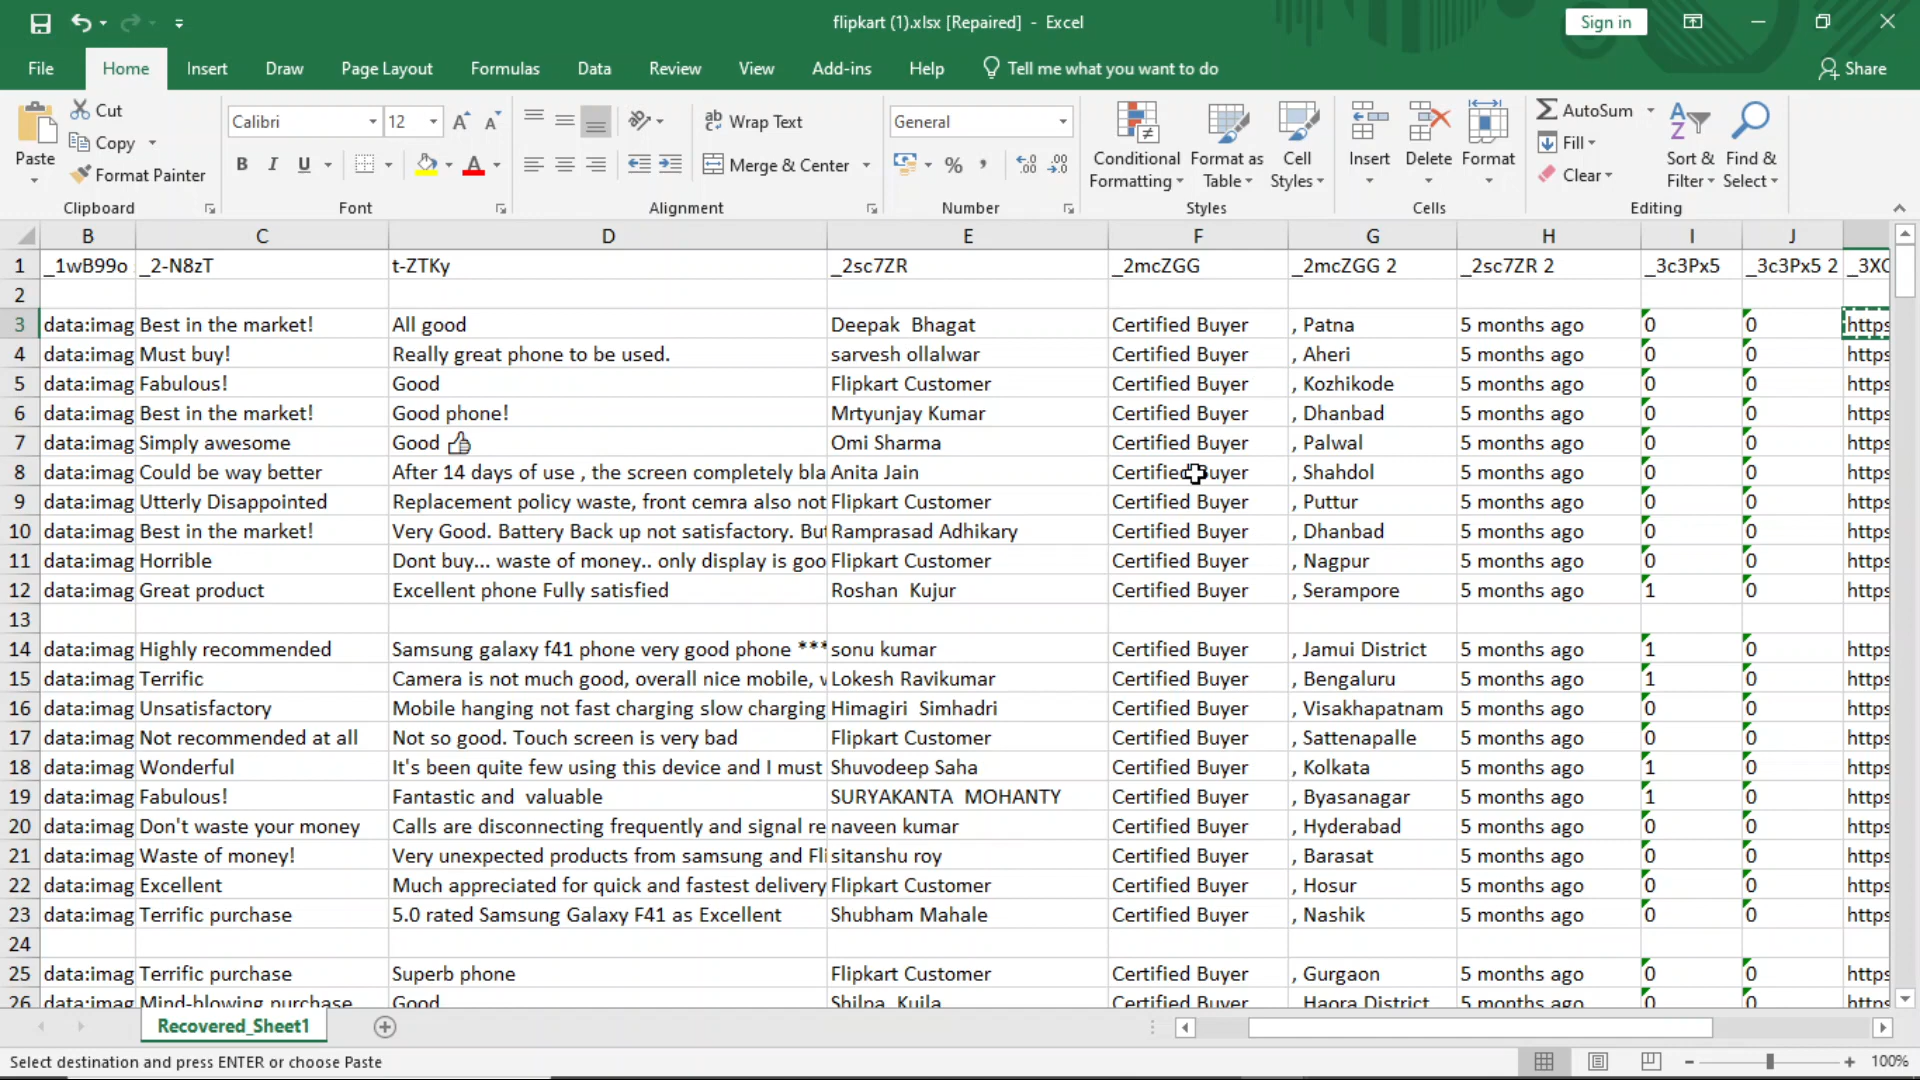 flipkart (1).xlsx [Repaired] - Excel
Sign in
File Home Insert Draw Page Layout Formulas Data Review View Add-ins Help Tell me what you want to do Share
Paste
Cut
Copy
Format Painter
Clipboard
Calibri 12
B I U A
Font
Wrap Text
Merge & Center
Alignment
General
% , .00
Number
Conditional Formatting
Format as Table
Cell Styles
Styles
Insert
Delete
Format
Cells
AutoSum
Fill
Clear
Sort & Filter
Find & Select
Editing
B C D E F G H I J
1 _1wB99o _2-N8zT t-ZTKy _2sc7ZR _2mcZGG _2mcZGG 2 _2sc7ZR 2 _3c3Px5 _3c3Px5 2
2
3 data:imag Best in the market! All good Deepak  Bhagat Certified Buyer , Patna 5 months ago 0 0 https
4 data:imag Must buy! Really great phone to be used. sarvesh ollalwar Certified Buyer , Aheri 5 months ago 0 0 https
5 data:imag Fabulous! Good Flipkart Customer Certified Buyer , Kozhikode 5 months ago 0 0 https
6 data:imag Best in the market! Good phone! Mrtyunjay Kumar Certified Buyer , Dhanbad 5 months ago 0 0 https
7 data:imag Simply awesome Good 👍 Omi Sharma Certified Buyer , Palwal 5 months ago 0 0 https
8 data:imag Could be way better After 14 days of use , the screen completely bla Anita Jain Certified Buyer , Shahdol 5 months ago 0 0 https
9 data:imag Utterly Disappointed Replacement policy waste, front cemra also not Flipkart Customer Certified Buyer , Puttur 5 months ago 0 0 https
10 data:imag Best in the market! Very Good. Battery Back up not satisfactory. But Ramprasad Adhikary Certified Buyer , Dhanbad 5 months ago 0 0 https
11 data:imag Horrible Dont buy... waste of money.. only display is goo Flipkart Customer Certified Buyer , Nagpur 5 months ago 0 0 https
12 data:imag Great product Excellent phone Fully satisfied Roshan  Kujur Certified Buyer , Serampore 5 months ago 1 0 https
13
14 data:imag Highly recommended Samsung galaxy f41 phone very good phone *** sonu kumar Certified Buyer , Jamui District 5 months ago 1 0 https
15 data:imag Terrific Camera is not much good, overall nice mobile, Lokesh Ravikumar Certified Buyer , Bengaluru 5 months ago 1 0 https
16 data:imag Unsatisfactory Mobile hanging not fast charging slow charging Himagiri  Simhadri Certified Buyer , Visakhapatnam 5 months ago 0 0 https
17 data:imag Not recommended at all Not so good. Touch screen is very bad Flipkart Customer Certified Buyer , Sattenapalle 5 months ago 0 0 https
18 data:imag Wonderful It's been quite few using this device and I must Shuvodeep Saha Certified Buyer , Kolkata 5 months ago 1 0 https
19 data:imag Fabulous! Fantastic and  valuable SURYAKANTA  MOHANTY Certified Buyer , Byasanagar 5 months ago 1 0 https
20 data:imag Don't waste your money Calls are disconnecting frequently and signal re naveen kumar Certified Buyer , Hyderabad 5 months ago 0 0 https
21 data:imag Waste of money! Very unexpected products from samsung and Fli sitanshu roy Certified Buyer , Barasat 5 months ago 0 0 https
22 data:imag Excellent Much appreciated for quick and fastest delivery Flipkart Customer Certified Buyer , Hosur 5 months ago 0 0 https
23 data:imag Terrific purchase 5.0 rated Samsung Galaxy F41 as Excellent Shubham Mahale Certified Buyer , Nashik 5 months ago 0 0 https
24
25 data:imag Terrific purchase Superb phone Flipkart Customer Certified Buyer , Gurgaon 5 months ago 0 0 https
26 data:imag Mind-blowing purchase Good Shilpa  Kuila Certified Buyer , Haora District 5 months ago 0 0 https
Recovered_Sheet1
Select destination and press ENTER or choose Paste
100%